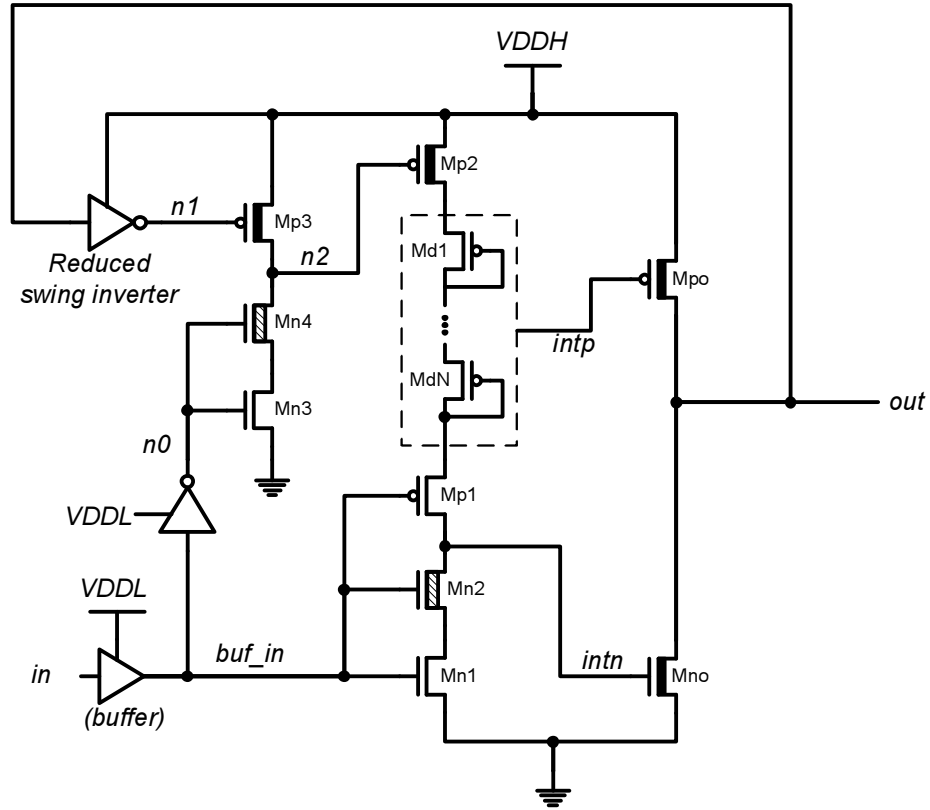 VDDH
Mp2
n1
Mp3
Reduced
swing inverter
n2
Md1
Mpo
Mn4
intp
MdN
Mn3
out
n0
Mp1
VDDL
VDDL
Mn2
buf_in
intn
in
Mn1
Mno
(buffer)